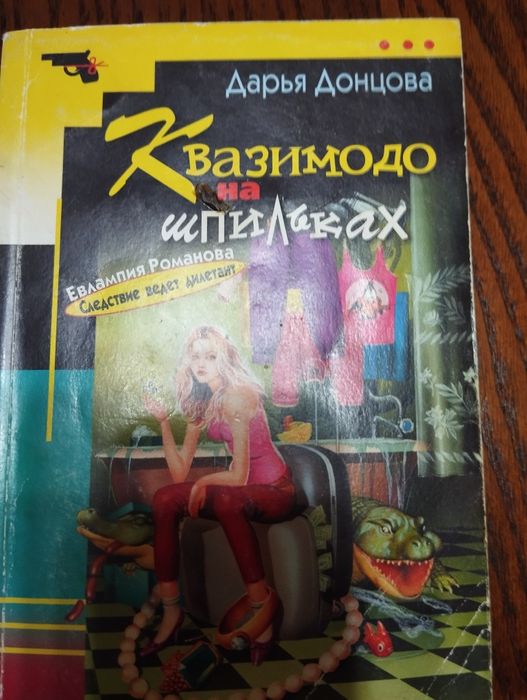 Дарья Донцова
Квазимодо
на
шпильках
Евлампия Романова
Следствие ведет дилетант